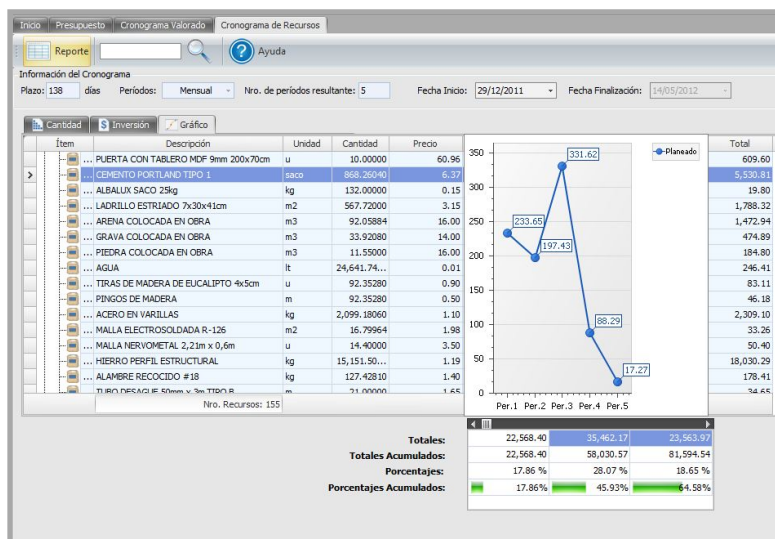 Inicio Presupuesto Cronograma Valorado Cronograma de Recursos
Reporte Ayuda
Información del Cronograma
Plazo: 138 días Períodos: Mensual Nro. de períodos resultante: 5 Fecha Inicio: 29/12/2011 Fecha Finalización: 14/05/2012
Cantidad Inversión Gráfico
Ítem Descripción Unidad Cantidad Precio Total
... PUERTA CON TABLERO MDF 9mm 200x70cm u 10.00000 60.96 609.60
... CEMENTO PORTLAND TIPO 1 saco 868.26040 6.37 5,530.81
... ALBALUX SACO 25kg kg 132.00000 0.15 19.80
... LADRILLO ESTRIADO 7x30x41cm m2 567.72000 3.15 1,788.32
... ARENA COLOCADA EN OBRA m3 92.05884 16.00 1,472.94
... GRAVA COLOCADA EN OBRA m3 33.92080 14.00 474.89
... PIEDRA COLOCADA EN OBRA m3 11.55000 16.00 184.80
... AGUA lt 24,641.74... 0.01 246.41
... TIRAS DE MADERA DE EUCALIPTO 4x5cm u 92.35280 0.90 83.11
... PINGOS DE MADERA m 92.35280 0.50 46.18
... ACERO EN VARILLAS kg 2,099.18060 1.10 2,309.10
... MALLA ELECTROSOLDADA R-126 m2 16.79964 1.98 33.26
... MALLA NERVOMETAL 2,21m x 0,6m u 14.40000 3.50 50.40
... HIERRO PERFIL ESTRUCTURAL kg 15,151.50... 1.19 18,030.29
... ALAMBRE RECOCIDO #18 kg 127.42810 1.40 178.41
... TUBO DESAGUE 50mm x 3m TIPO B m 21.00000 1.65 34.65
Nro. Recursos: 155
350
300
250
200
150
100
50
0
331.62
233.65
197.43
88.29
17.27
Planeado
Per.1 Per.2 Per.3 Per.4 Per.5
Totales: 22,568.40 35,462.17 23,563.97
Totales Acumulados: 22,568.40 58,030.57 81,594.54
Porcentajes: 17.86 % 28.07 % 18.65 %
Porcentajes Acumulados: 17.86% 45.93% 64.58%